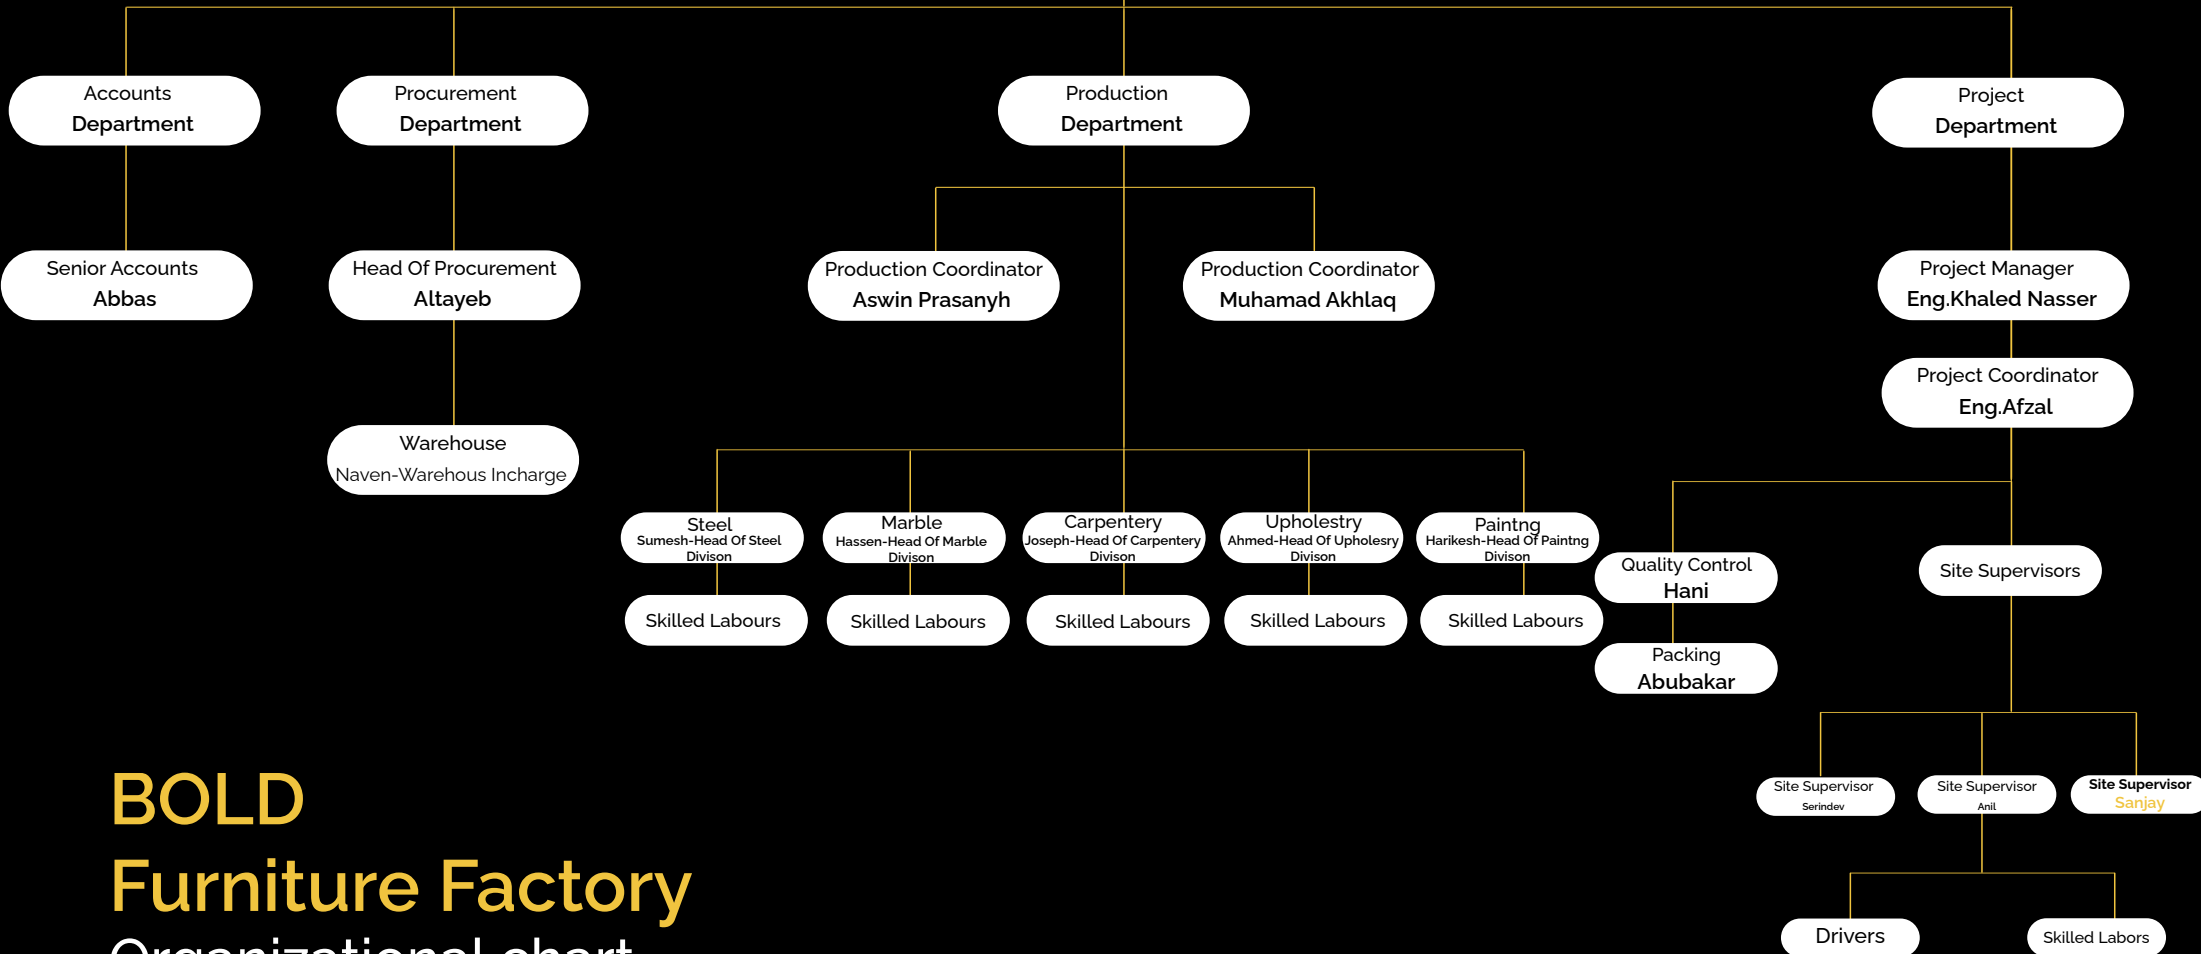 Accounts
Department
Procurement
Department
Production
Department
Project
Department
Senior Accounts
Abbas
Head Of Procurement
Altayeb
Production Coordinator
Aswin Prasanyh
Production Coordinator
Muhamad Akhlaq
Project Manager
Eng.Khaled Nasser
Project Coordinator
Eng.Afzal
Warehouse
Naven-Warehous Incharge
Steel
Sumesh-Head Of Steel
Divison
Marble
Hassen-Head Of Marble
Divison
Carpentery
Joseph-Head Of Carpentery
Divison
Upholestry
Ahmed-Head Of Upholesry
Divison
Paintng
Harikesh-Head Of Paintng
Divison
Quality Control
Hani
Site Supervisors
Skilled Labours
Skilled Labours
Skilled Labours
Skilled Labours
Skilled Labours
Packing
Abubakar
Site Supervisor
Serindev
Site Supervisor
Anil
Site Supervisor
Sanjay
Drivers
Skilled Labors
BOLD
Furniture Factory
Organizational chart